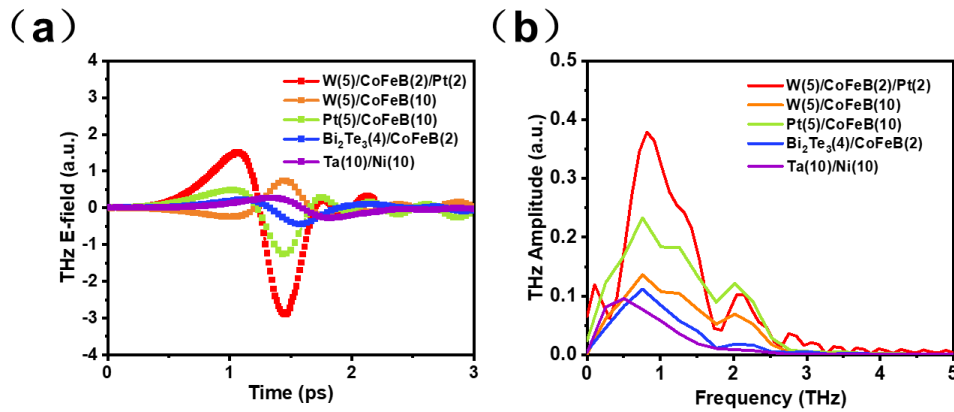 (a)
4
3
2
1
0
-1
-2
-3
-4
0
1
2
3
THz E-field (a.u.)
Time (ps)
W(5)/CoFeB(2)/Pt(2)
W(5)/CoFeB(10)
Pt(5)/CoFeB(10)
Bi₂Te₃(4)/CoFeB(2)
Ta(10)/Ni(10)
(b)
0.5
0.4
0.3
0.2
0.1
0.0
0
1
2
3
4
5
THz Amplitude (a.u.)
Frequency (THz)
W(5)/CoFeB(2)/Pt(2)
W(5)/CoFeB(10)
Pt(5)/CoFeB(10)
Bi₂Te₃(4)/CoFeB(2)
Ta(10)/Ni(10)